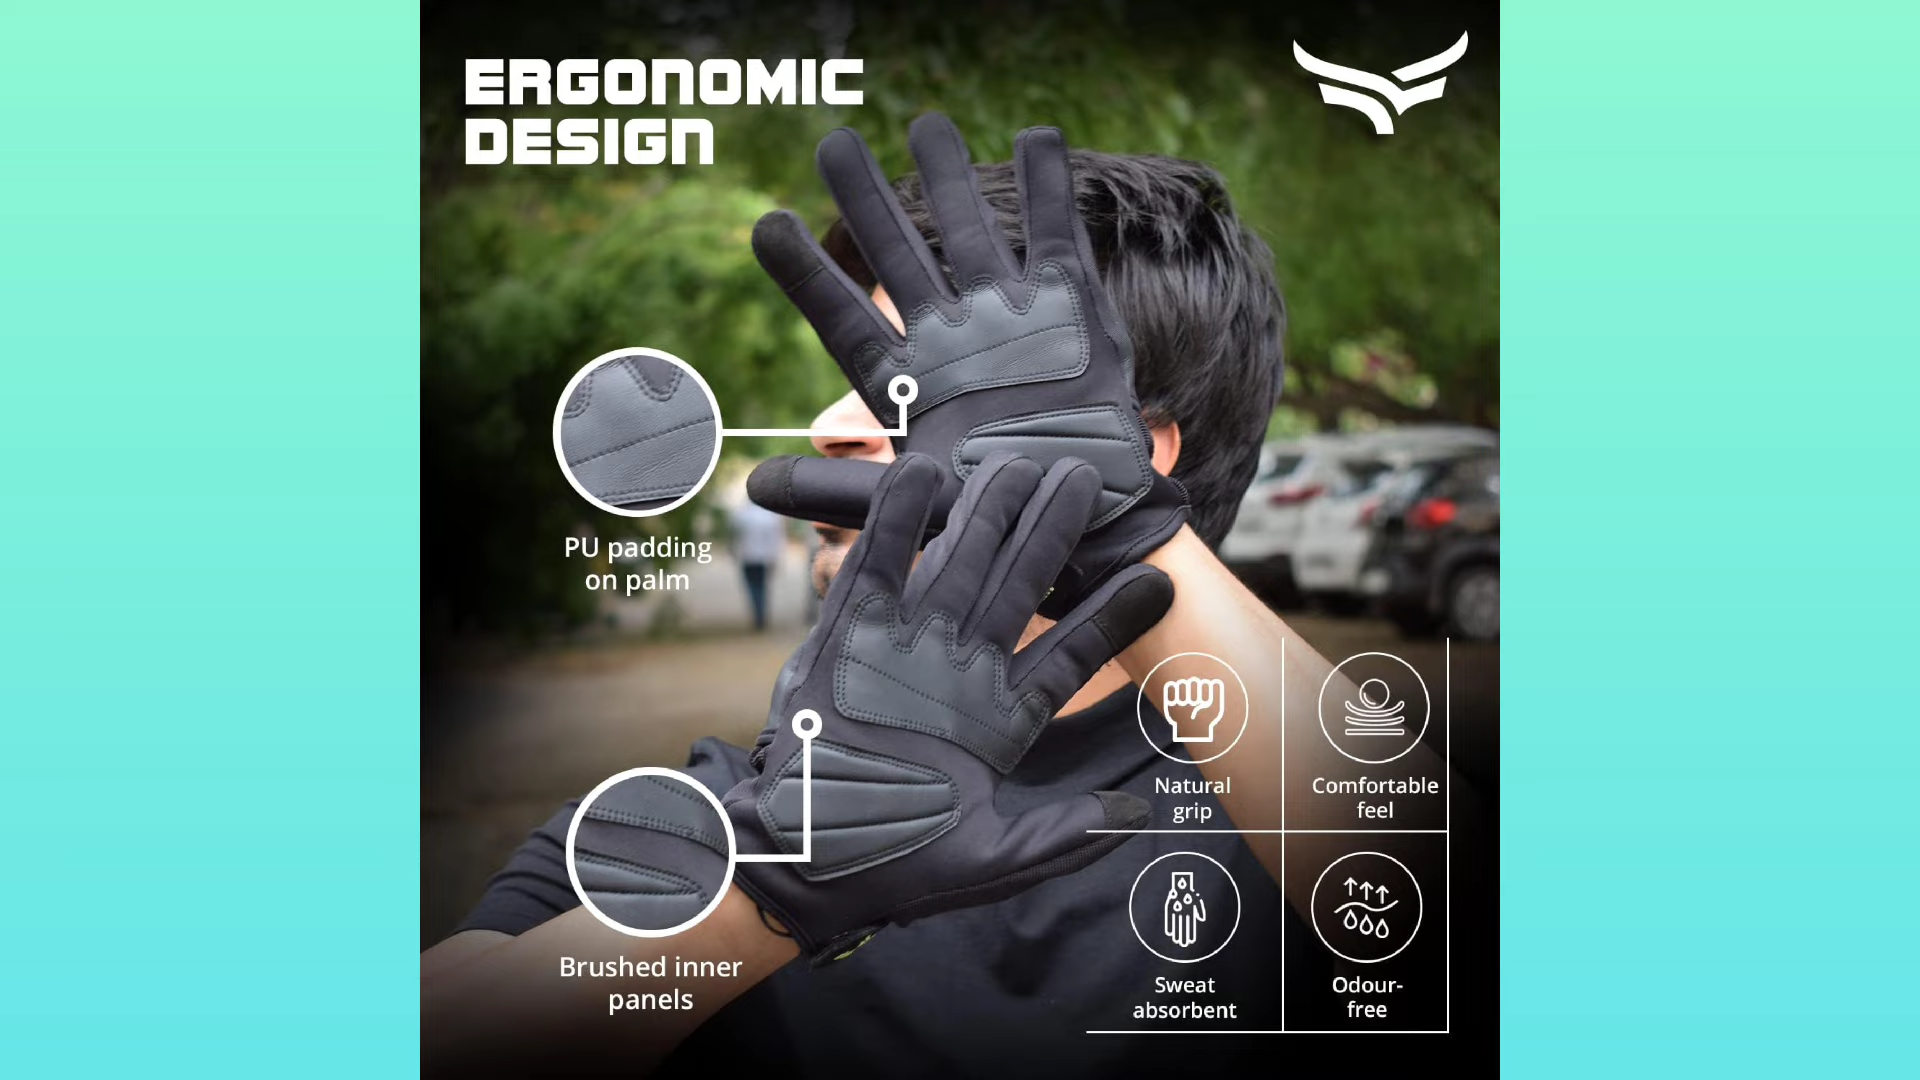 ERGONOMIC
DESIGN
PU padding
on palm
Brushed inner
panels
Natural
grip
Comfortable
feel
Sweat
absorbent
Odour-
free